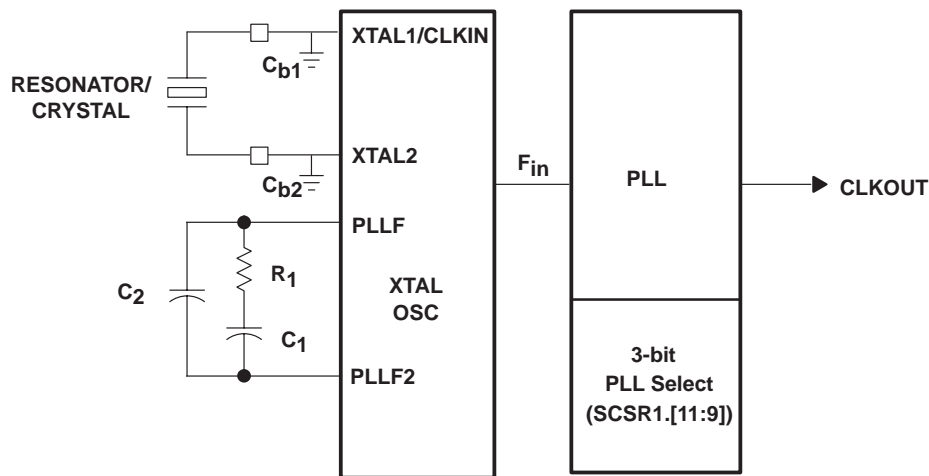 XTAL1/CLKIN
Cb1
RESONATOR/
CRYSTAL
XTAL2
Cb2
Fin
PLL
CLKOUT
PLLF
R1
C2
XTAL
OSC
C1
PLLF2
3-bit
PLL Select
(SCSR1.[11:9])